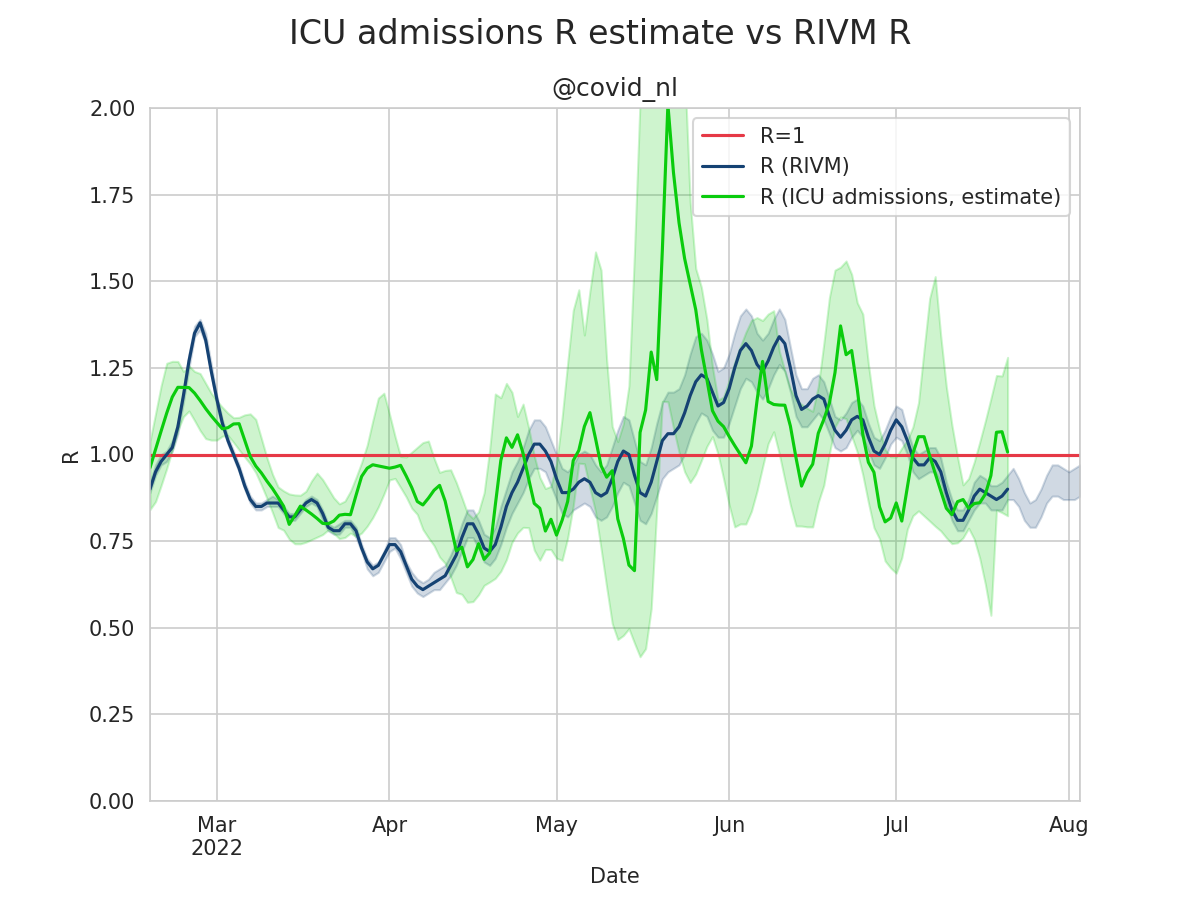 ICU admissions R estimate vs RIVM R
@covid_nl
2.00
1.75
1.50
1.25
1.00
0.75
0.50
0.25
0.00
R
R=1
R (RIVM)
R (ICU admissions, estimate)
Mar
2022
Apr
May
Jun
Jul
Aug
Date